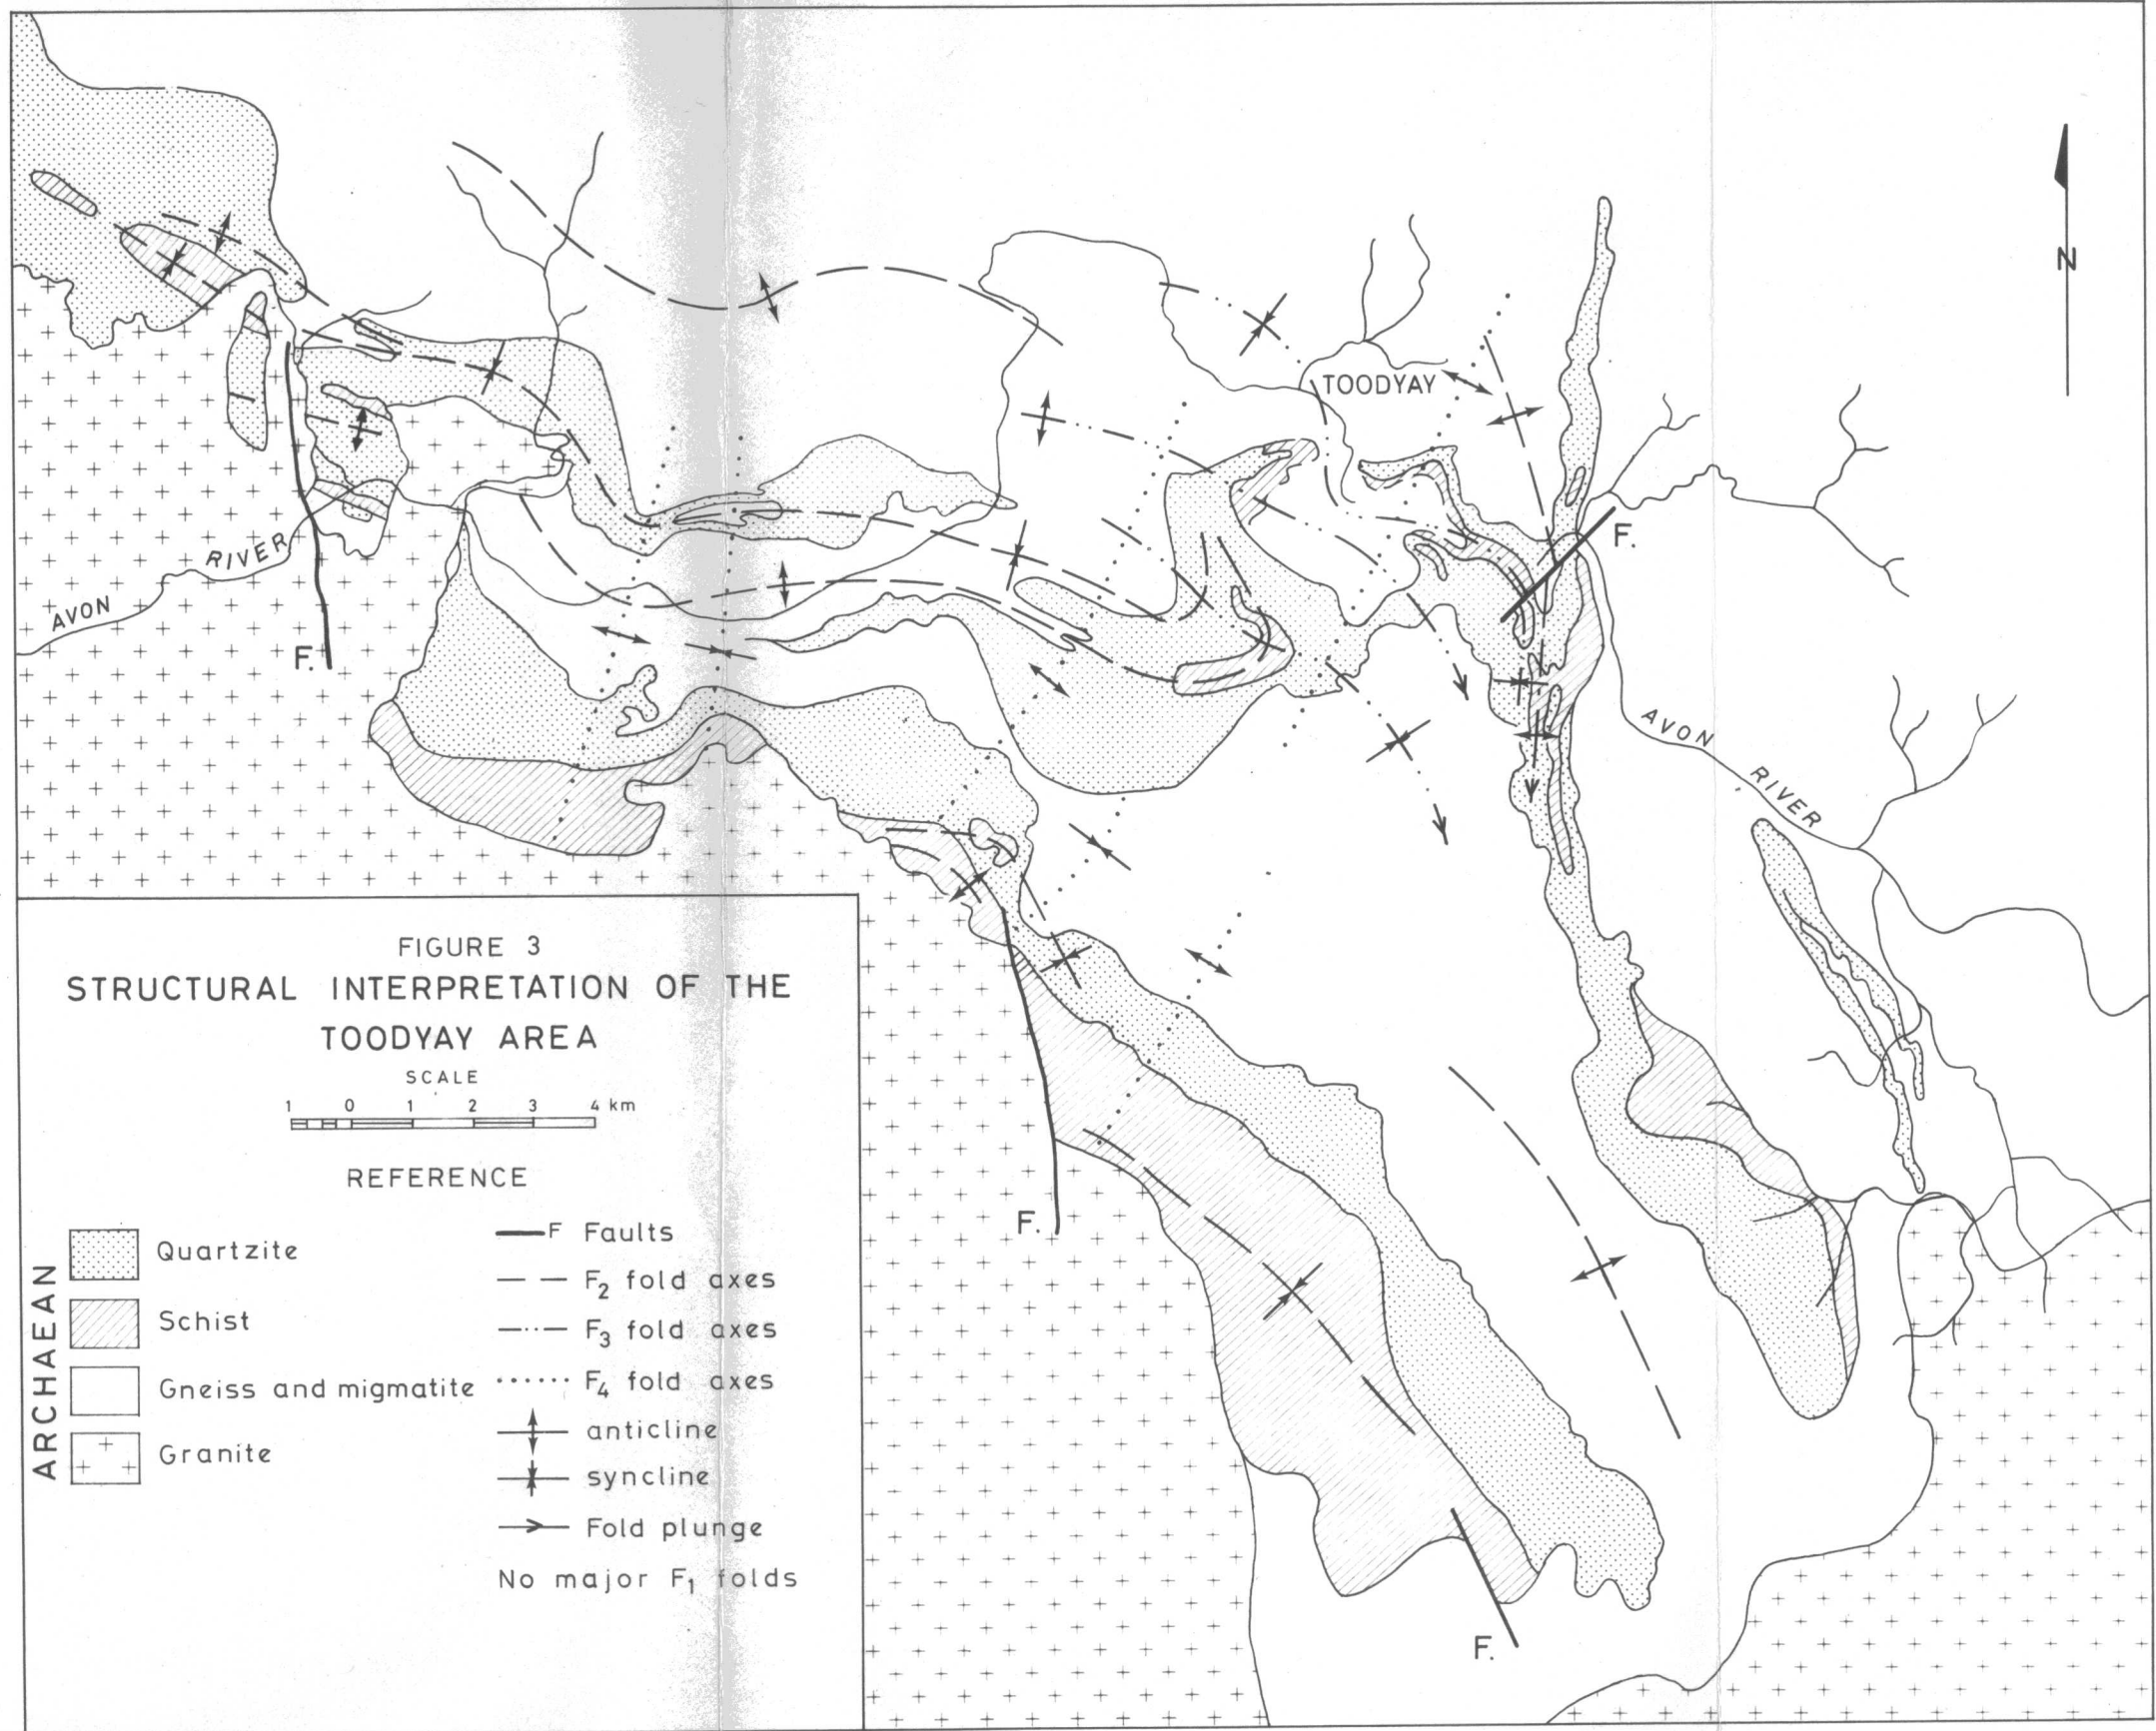 N
TOODYAY
F.
RIVER
AVON
F.
AVON
RIVER
FIGURE 3
STRUCTURAL INTERPRETATION OF THE
TOODYAY AREA
SCALE
1 0 1 2 3 4 km
REFERENCE
ARCHAEAN
Quartzite
Schist
Gneiss and migmatite
Granite
F Faults
F₂ fold axes
F₃ fold axes
F₄ fold axes
anticline
syncline
Fold plunge
No major F₁ folds
F.
F.